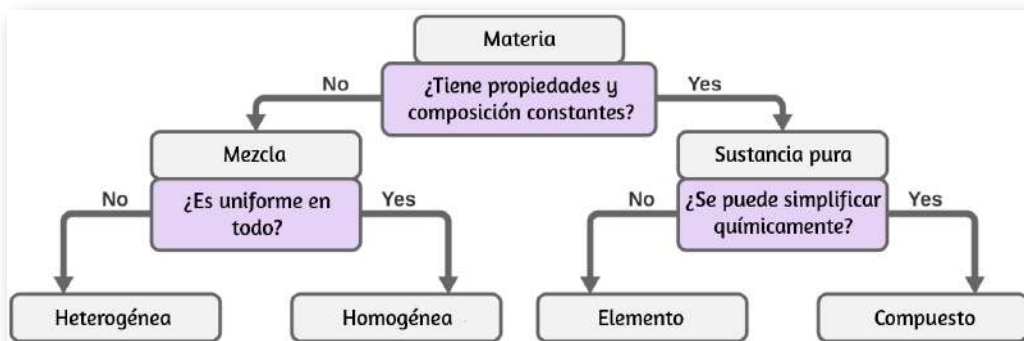 Materia
No
¿Tiene propiedades y
composición constantes?
Yes
Mezcla
Sustancia pura
No
¿Es uniforme en
todo?
Yes
No
¿Se puede simplificar
químicamente?
Yes
Heterogénea
Homogénea
Elemento
Compuesto